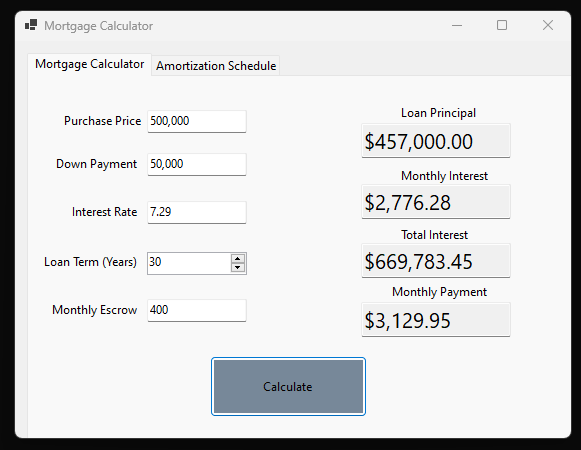 Mortgage Calculator
Mortgage Calculator Amortization Schedule
Purchase Price 500,000
Down Payment 50,000
Interest Rate 7.29
Loan Term (Years) 30
Monthly Escrow 400
Loan Principal
$457,000.00
Monthly Interest
$2,776.28
Total Interest
$669,783.45
Monthly Payment
$3,129.95
Calculate